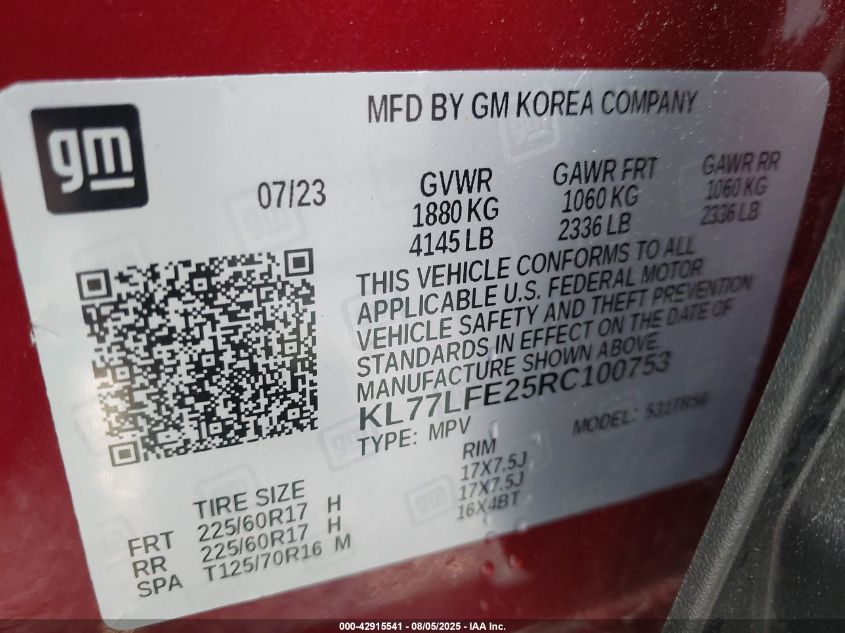 gm
MFD BY GM KOREA COMPANY
07/23
GVWR
1880 KG
4145 LB
GAWR FRT
1060 KG
2336 LB
GAWR RR
1060 KG
2336 LB
THIS VEHICLE CONFORMS TO ALL
APPLICABLE U.S. FEDERAL MOTOR
VEHICLE SAFETY AND THEFT PREVENTION
STANDARDS IN EFFECT ON THE DATE OF
MANUFACTURE SHOWN ABOVE.
KL77LFE25RC100753
TYPE: MPV
MODEL:
TIRE SIZE
RIM
FRT 225/60R17 H 17X7.5J
RR 225/60R17 H 17X7.5J
SPA T125/70R16 M 16X4BT
000-42915541 - 08/05/2025 - IAA Inc.